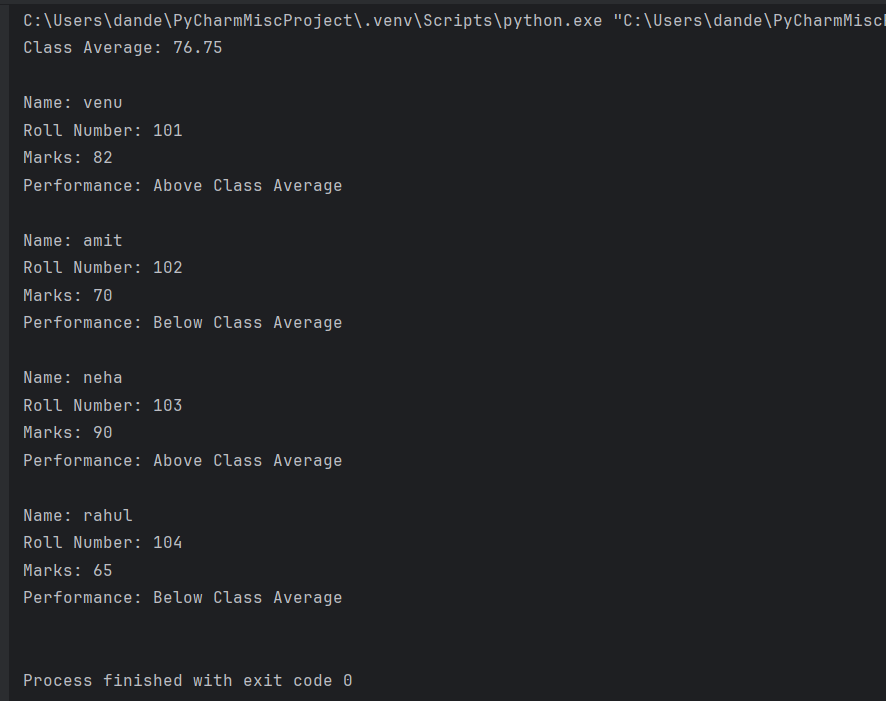 C:\Users\dande\PyCharmMiscProject\.venv\Scripts\python.exe "C:\Users\dande\PyCharmMisc
Class Average: 76.75
Name: venu
Roll Number: 101
Marks: 82
Performance: Above Class Average
Name: amit
Roll Number: 102
Marks: 70
Performance: Below Class Average
Name: neha
Roll Number: 103
Marks: 90
Performance: Above Class Average
Name: rahul
Roll Number: 104
Marks: 65
Performance: Below Class Average
Process finished with exit code 0